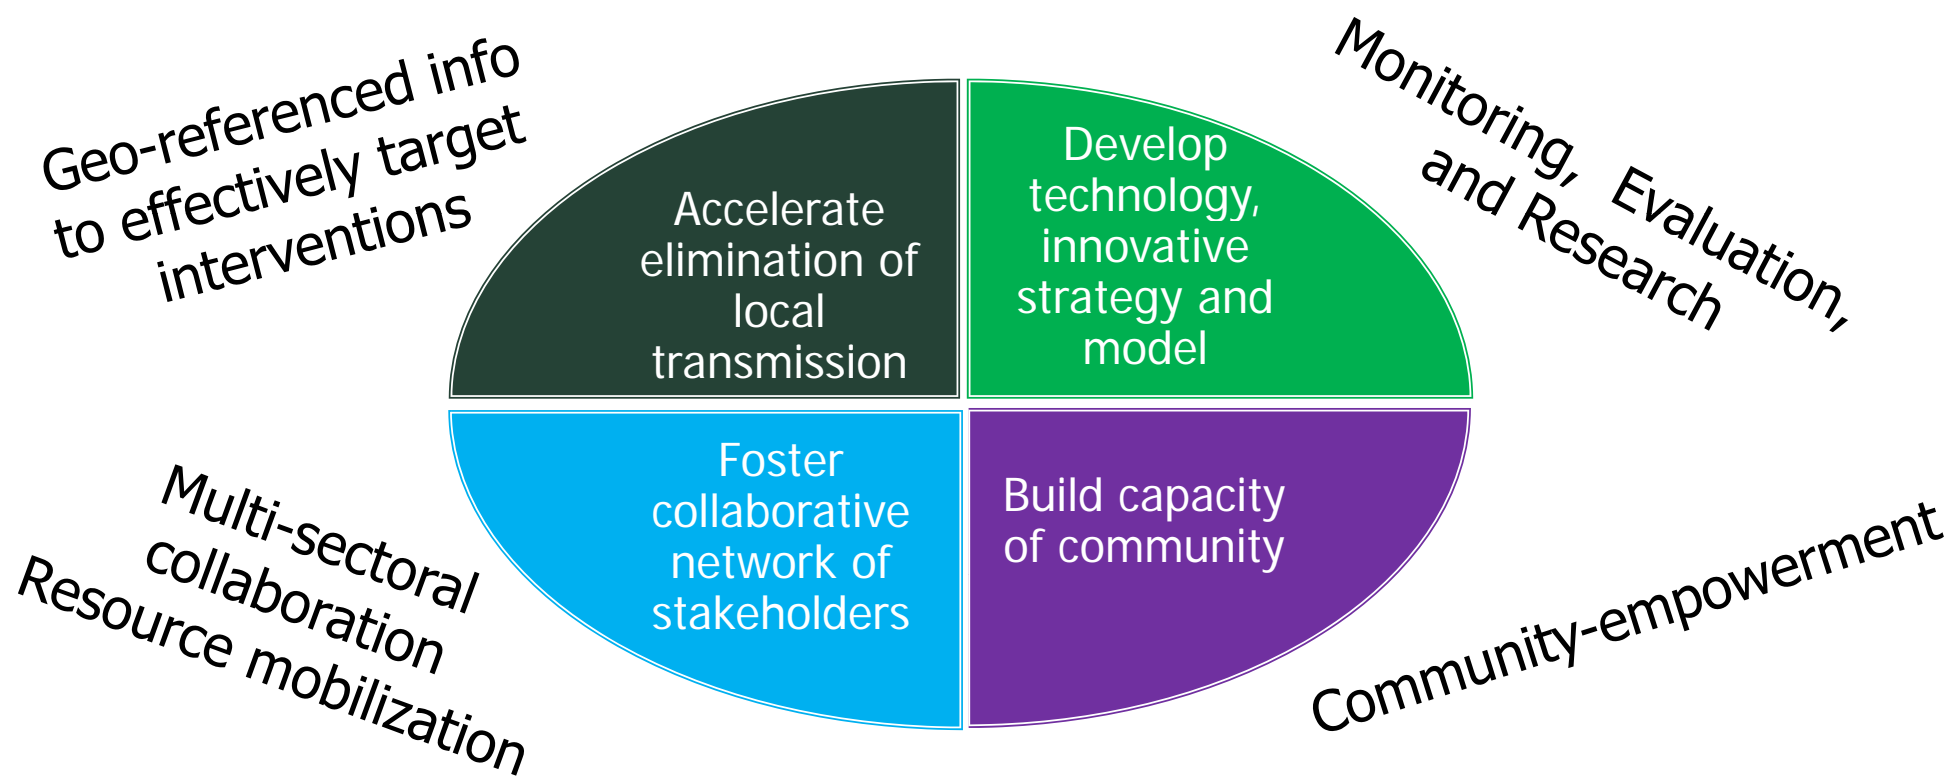 Geo-referenced info
to effectively target
interventions
Accelerate
elimination of
local
transmission
Develop
technology,
innovative
strategy and
model
Monitoring,  Evaluation,
and Research
Multi-sectoral
collaboration
Resource mobilization
Foster
collaborative
network of
stakeholders
Build capacity
of community
Community-empowerment